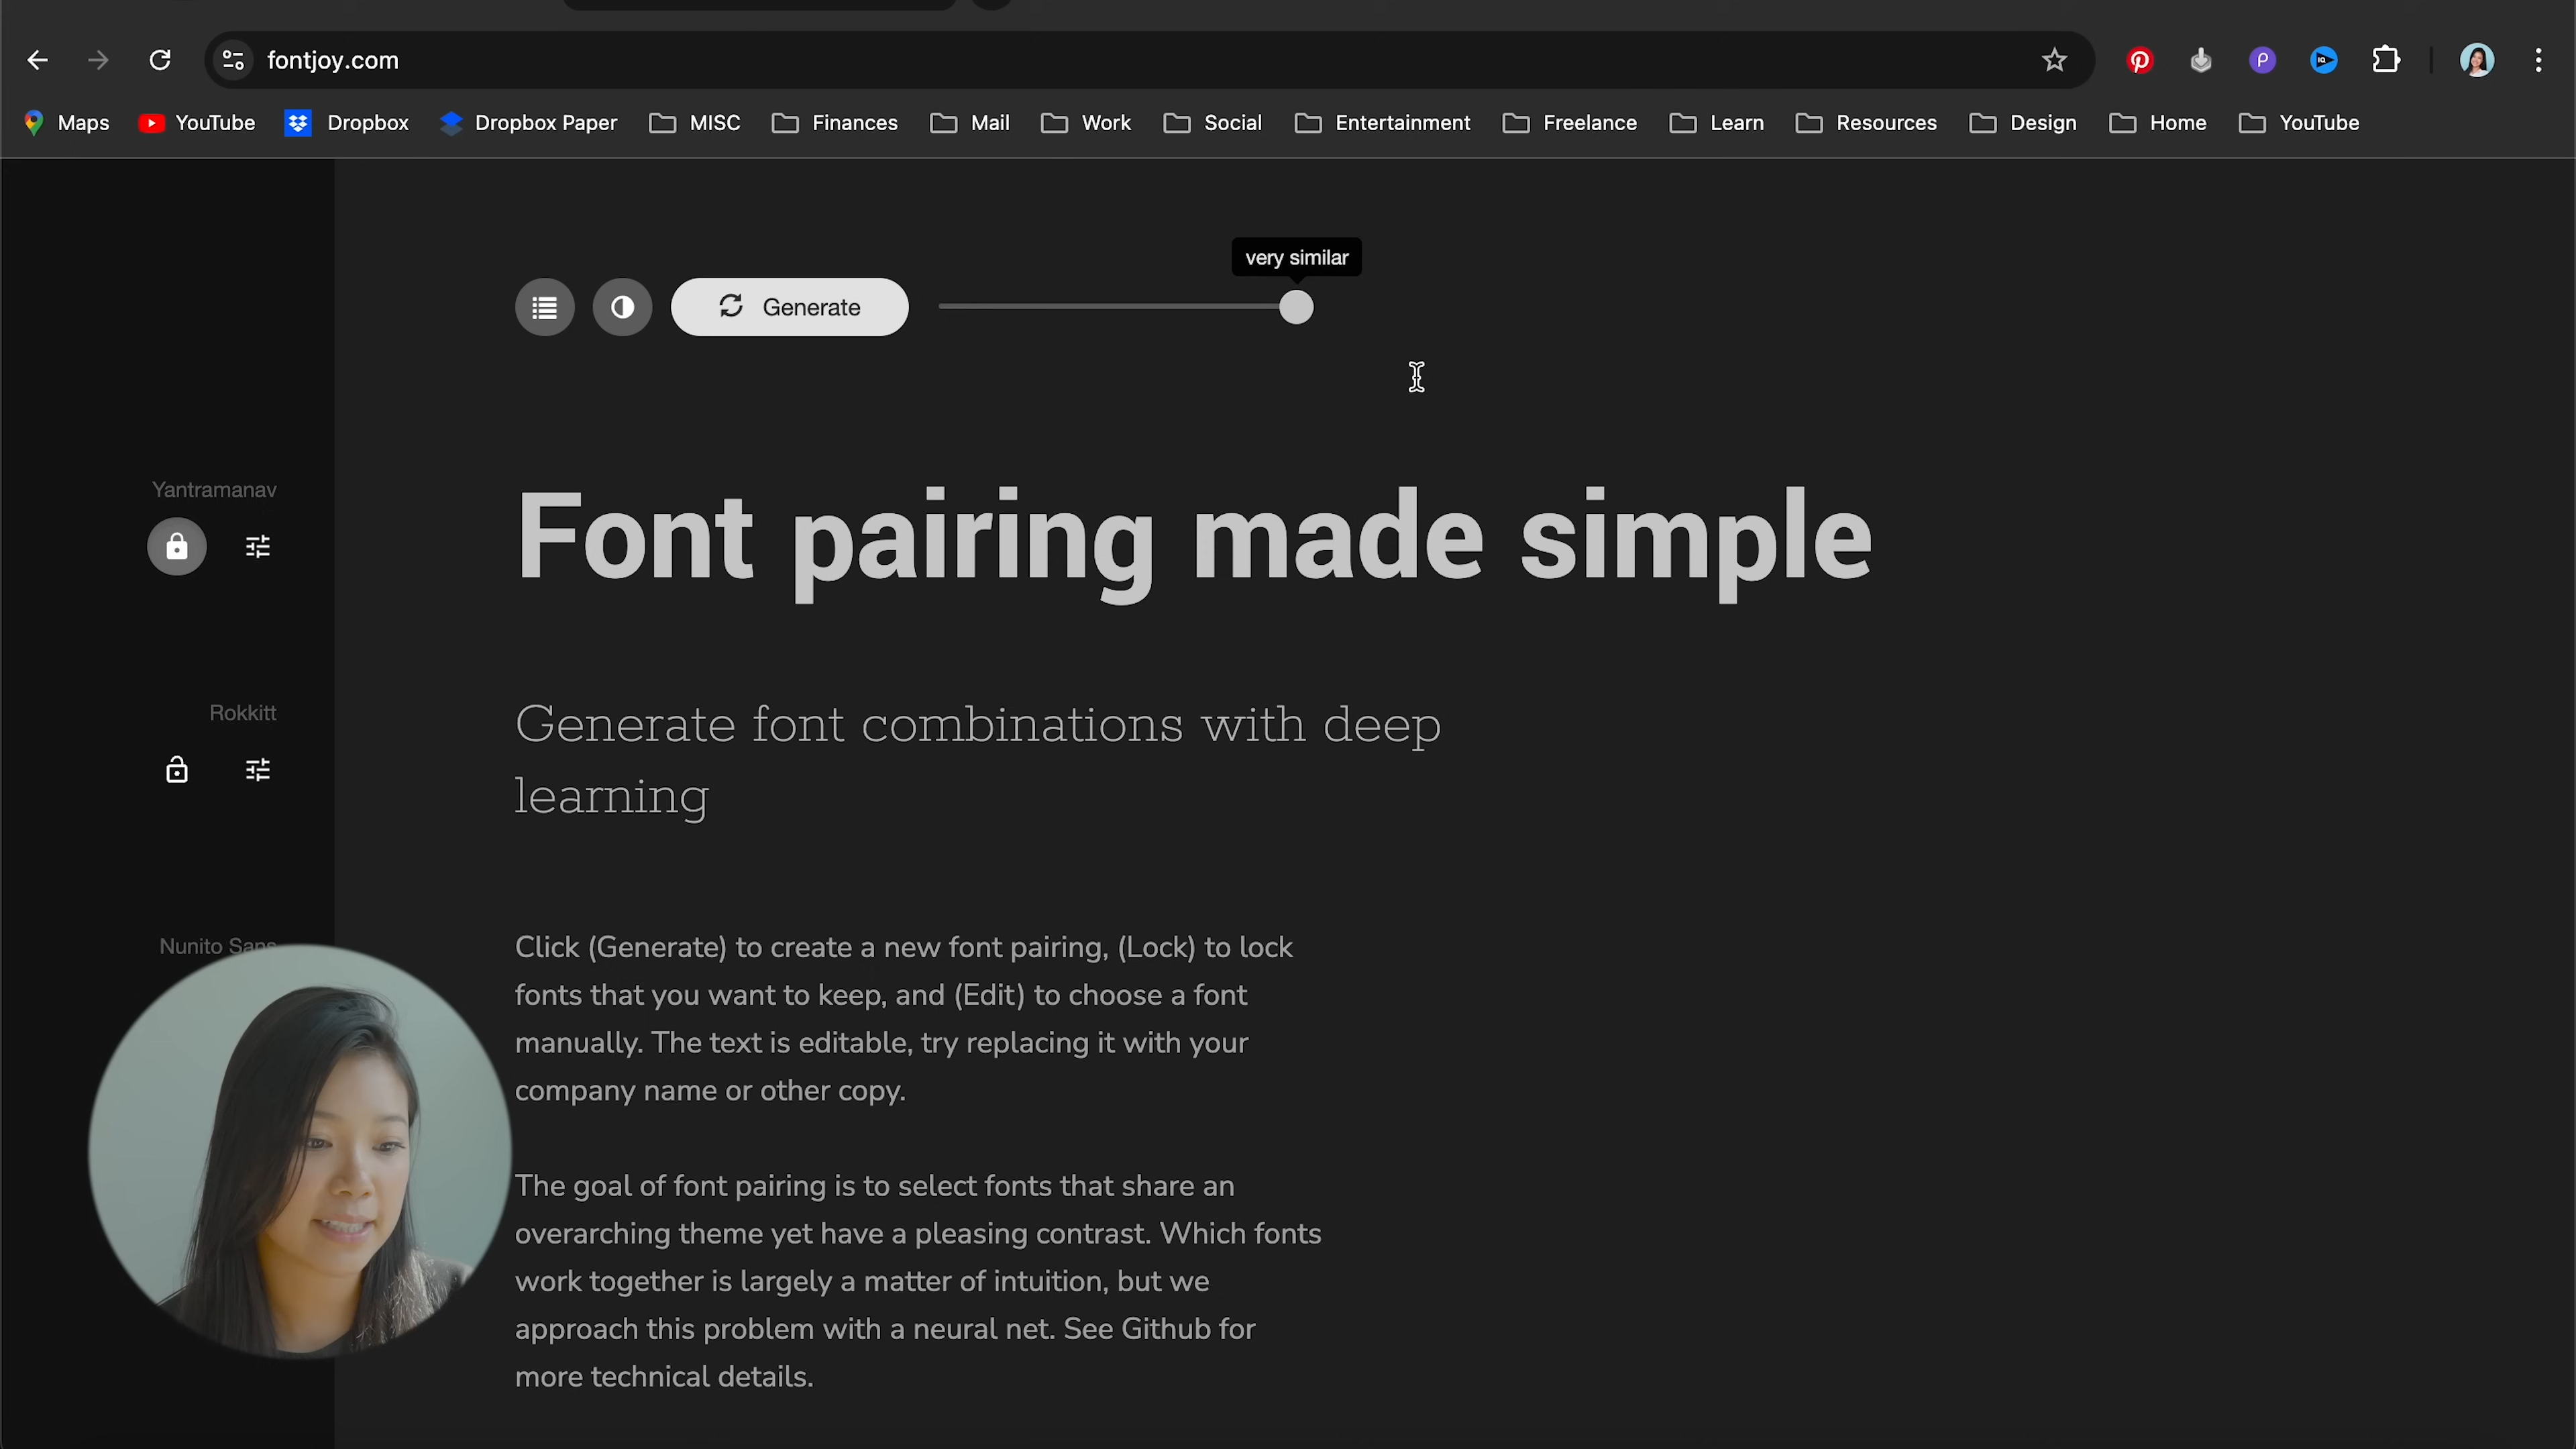 fontjoy.com
Maps YouTube Dropbox Dropbox Paper MISC Finances Mail Work Social Entertainment Freelance Learn Resources Design Home YouTube
very similar
Generate
Yantramanav
Font pairing made simple
Rokkitt
Generate font combinations with deep
learning
Nunito Sans
Click (Generate) to create a new font pairing, (Lock) to lock
fonts that you want to keep, and (Edit) to choose a font
manually. The text is editable, try replacing it with your
company name or other copy.
The goal of font pairing is to select fonts that share an
overarching theme yet have a pleasing contrast. Which fonts
work together is largely a matter of intuition, but we
approach this problem with a neural net. See Github for
more technical details.